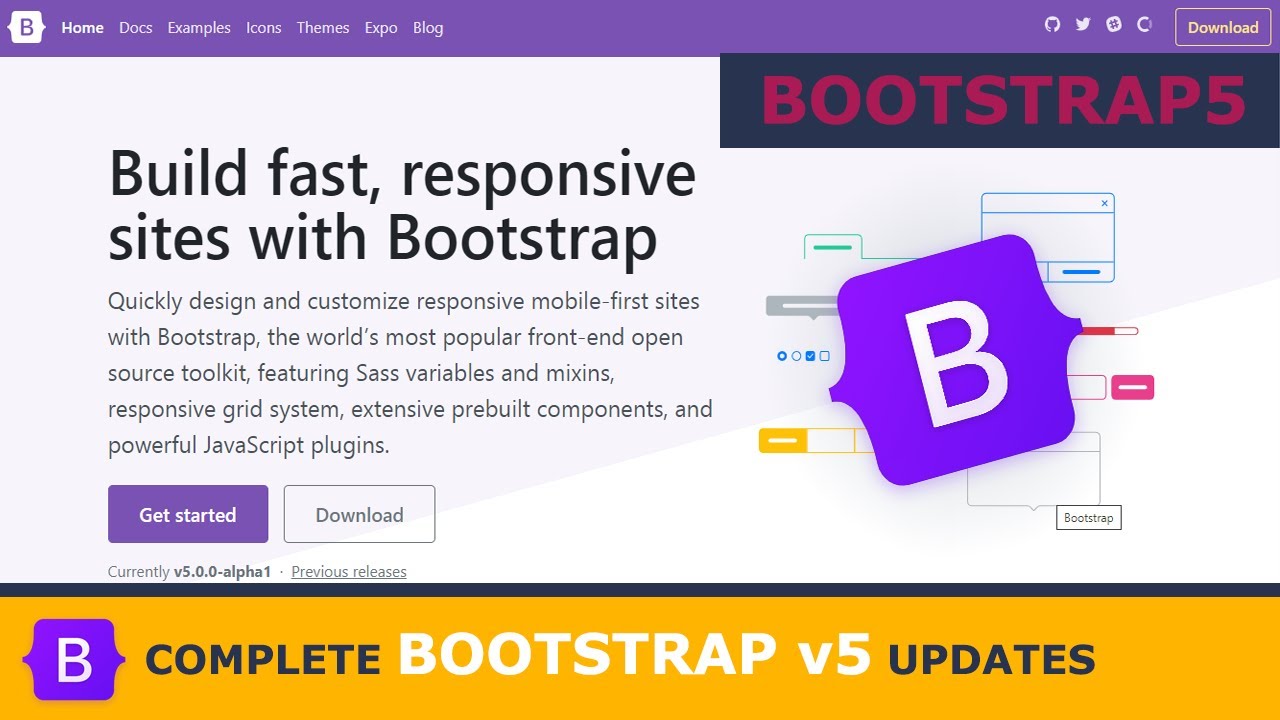 B Home Docs Examples Icons Themes Expo Blog Download
BOOTSTRAP5
Build fast, responsive
sites with Bootstrap
Quickly design and customize responsive mobile-first sites
with Bootstrap, the world’s most popular front-end open
source toolkit, featuring Sass variables and mixins,
responsive grid system, extensive prebuilt components, and
powerful JavaScript plugins.
B
Get started Download
Bootstrap
Currently v5.0.0-alpha1 · Previous releases
B COMPLETE BOOTSTRAP v5 UPDATES